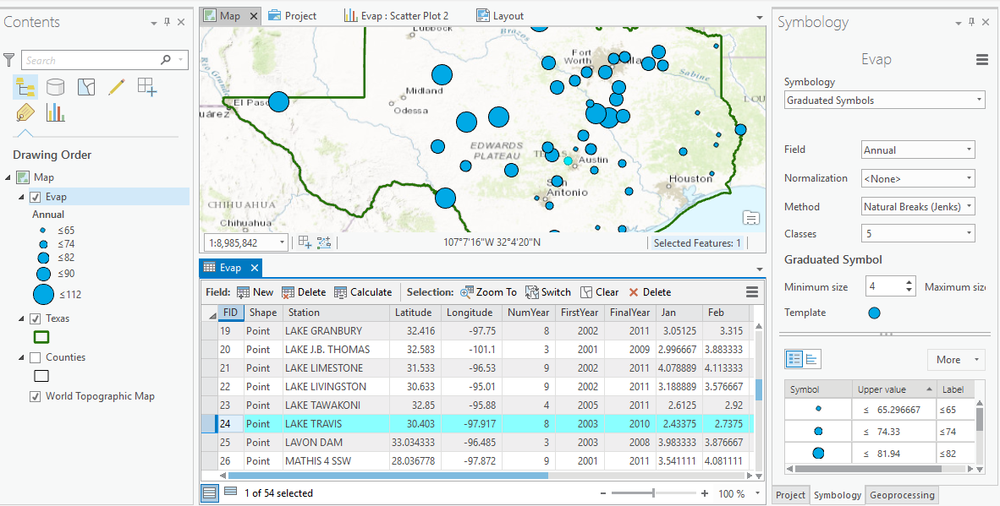 Contents
Search
Drawing Order
Map
Evap
Annual
≤65
≤74
≤82
≤90
≤112
Texas
Counties
World Topographic Map
Map
Project
Evap : Scatter Plot 2
Layout
Lubbock
Brazos
Fort
Worth
Rio Grande
Midland
Odessa
El Paso
Sabine
EDWARDS
PLATEAU
Austin
Houston
San
Antonio
CHIHUAHUA
Chihuahua
1:8,985,842
107°7'16"W 32°4'20"N
Selected Features: 1
Evap
Field: New Delete Calculate Selection: Zoom To Switch Clear Delete
FID Shape Station Latitude Longitude NumYear FirstYear FinalYear Jan Feb
19 Point LAKE GRANBURY 32.416 -97.75 8 2002 2011 3.05125 3.315
20 Point LAKE J.B. THOMAS 32.583 -101.1 3 2001 2009 2.996667 3.883333
21 Point LAKE LIMESTONE 31.533 -96.53 9 2002 2011 4.078889 4.113333
22 Point LAKE LIVINGSTON 30.633 -95.01 9 2002 2011 3.188889 3.576667
23 Point LAKE TAWAKONI 32.85 -95.88 4 2005 2011 2.6125 2.92
24 Point LAKE TRAVIS 30.403 -97.917 8 2003 2010 2.43375 2.7375
25 Point LAVON DAM 33.034333 -96.485 3 2003 2008 3.983333 3.876667
26 Point MATHIS 4 SSW 28.036778 -97.872 9 2001 2011 3.541111 4.081111
1 of 54 selected
100 %
Symbology
Evap
Symbology
Graduated Symbols
Field Annual
Normalization <None>
Method Natural Breaks (Jenks)
Classes 5
Graduated Symbol
Minimum size 4 Maximum size
Template
More
Symbol Upper value Label
≤ 65.296667 ≤65
≤ 74.33 ≤74
≤ 81.94 ≤82
Project Symbology Geoprocessing